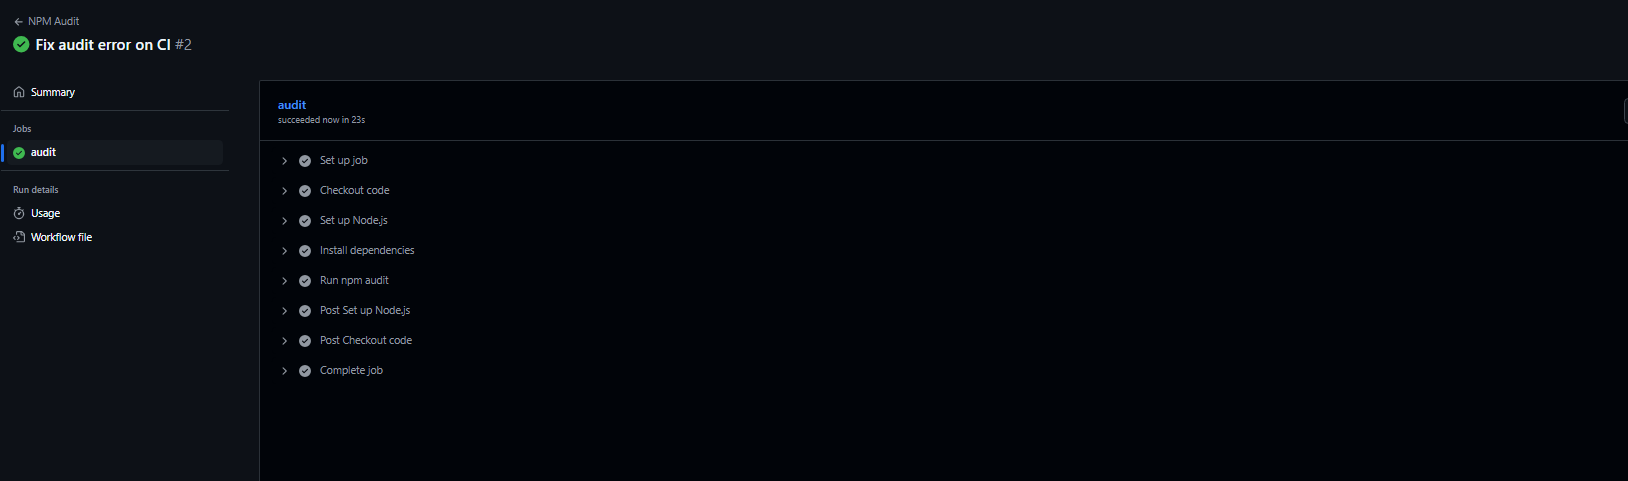 NPM Audit
Fix audit error on CI #2
Summary
Jobs
audit
Run details
Usage
Workflow file
audit
succeeded now in 23s
Set up job
Checkout code
Set up Node.js
Install dependencies
Run npm audit
Post Set up Node.js
Post Checkout code
Complete job